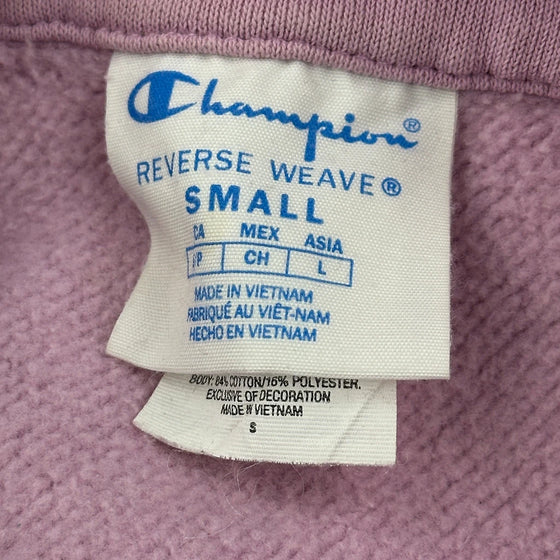 Champion®
REVERSE WEAVE®
SMALL
CA MEX ASIA
/P CH L
MADE IN VIETNAM
FABRIQUÉ AU VIÊT-NAM
HECHO EN VIETNAM
BODY: 84% COTTON/16% POLYESTER.
EXCLUSIVE OF DECORATION
MADE IN VIETNAM
S